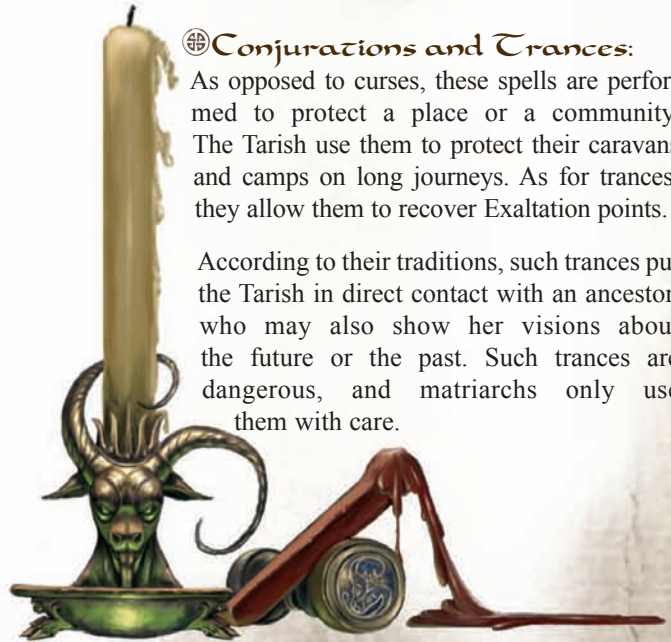 Conjurations and Trances:
As opposed to curses, these spells are perfor
med to protect a place or a community
The Tarish use them to protect their caravans
and camps on long journeys. As for trances
they allow them to recover Exaltation points.
According to their traditions, such trances pu
the Tarish in direct contact with an ancestor
who may also show her visions abou
the future or the past. Such trances are
dangerous, and matriarchs only use
them with care.